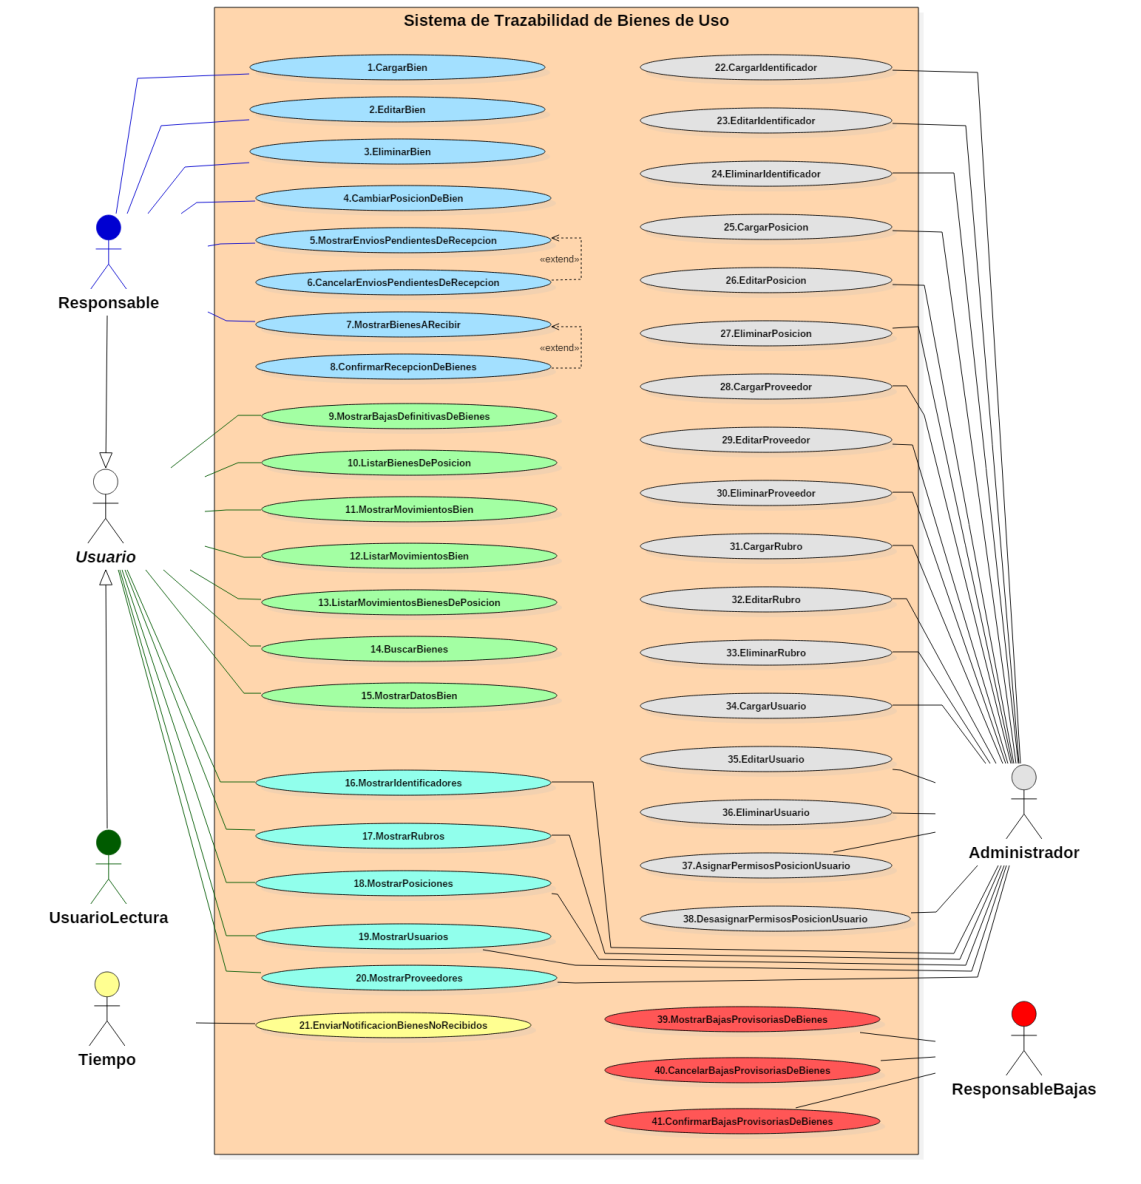 Sistema de Trazabilidad de Bienes de Uso
1.CargarBien
2.EditarBien
3.EliminarBien
4.CambiarPosicionDeBien
5.MostrarEnviosPendientesDeRecepcion
«extend»
6.CancelarEnviosPendientesDeRecepcion
7.MostrarBienesARecibir
«extend»
8.ConfirmarRecepcionDeBienes
9.MostrarBajasDefinitivasDeBienes
10.ListarBienesDePosicion
11.MostrarMovimientosBien
12.ListarMovimientosBien
13.ListarMovimientosBienesDePosicion
14.BuscarBienes
15.MostrarDatosBien
16.MostrarIdentificadores
17.MostrarRubros
18.MostrarPosiciones
19.MostrarUsuarios
20.MostrarProveedores
21.EnviarNotificacionBienesNoRecibidos
22.CargarIdentificador
23.EditarIdentificador
24.EliminarIdentificador
25.CargarPosicion
26.EditarPosicion
27.EliminarPosicion
28.CargarProveedor
29.EditarProveedor
30.EliminarProveedor
31.CargarRubro
32.EditarRubro
33.EliminarRubro
34.CargarUsuario
35.EditarUsuario
36.EliminarUsuario
37.AsignarPermisosPosicionUsuario
38.DesasignarPermisosPosicionUsuario
39.MostrarBajasProvisoriasDeBienes
40.CancelarBajasProvisoriasDeBienes
41.ConfirmarBajasProvisoriasDeBienes
Responsable
Usuario
UsuarioLectura
Tiempo
Administrador
ResponsableBajas